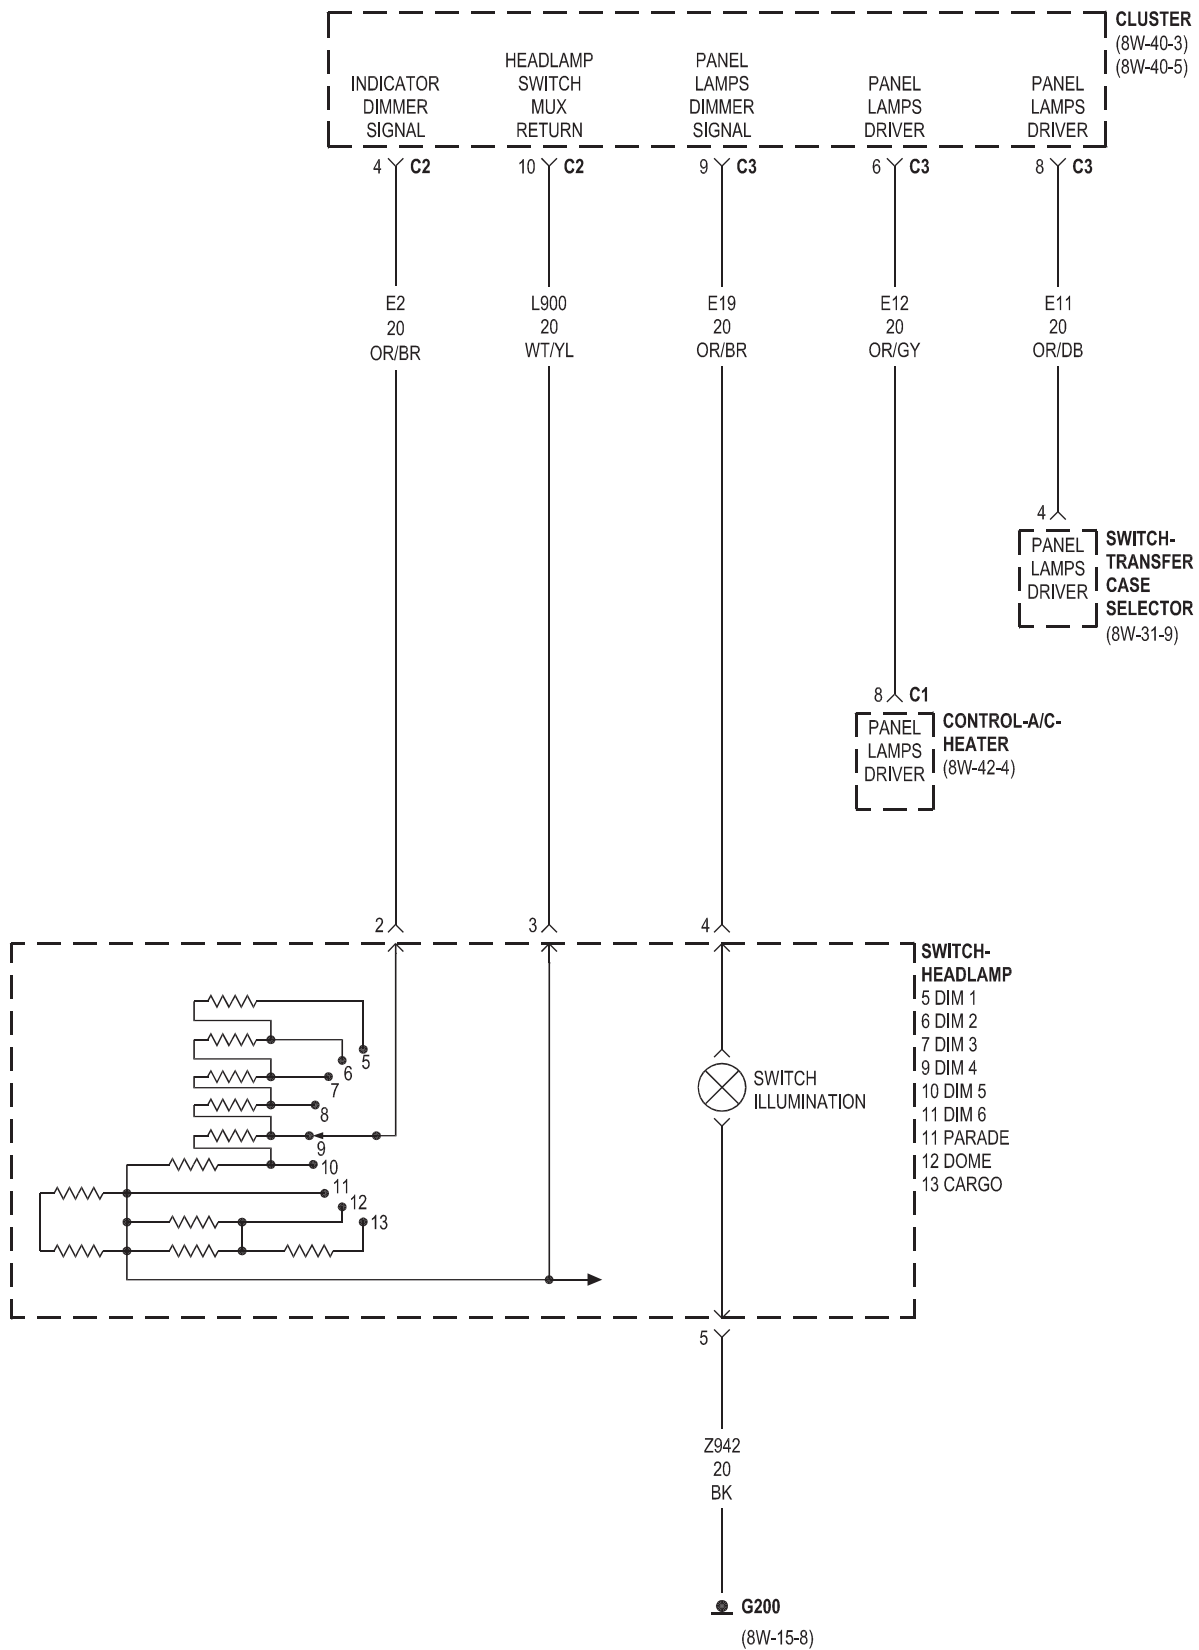 CLUSTER
(8W-40-3)
(8W-40-5)
INDICATOR
DIMMER
SIGNAL
HEADLAMP
SWITCH
MUX
RETURN
PANEL
LAMPS
DIMMER
SIGNAL
PANEL
LAMPS
DRIVER
PANEL
LAMPS
DRIVER
4 C2
10 C2
9 C3
6 C3
8 C3
E2
20
OR/BR
L900
20
WT/YL
E19
20
OR/BR
E12
20
OR/GY
E11
20
OR/DB
4
PANEL
LAMPS
DRIVER
SWITCH-
TRANSFER
CASE
SELECTOR
(8W-31-9)
8 C1
PANEL
LAMPS
DRIVER
CONTROL-A/C-
HEATER
(8W-42-4)
2
3
4
SWITCH-
HEADLAMP
5 DIM 1
6 DIM 2
7 DIM 3
9 DIM 4
10 DIM 5
11 DIM 6
11 PARADE
12 DOME
13 CARGO
5
6
7
8
9
10
11
12
13
SWITCH
ILLUMINATION
5
Z942
20
BK
G200
(8W-15-8)